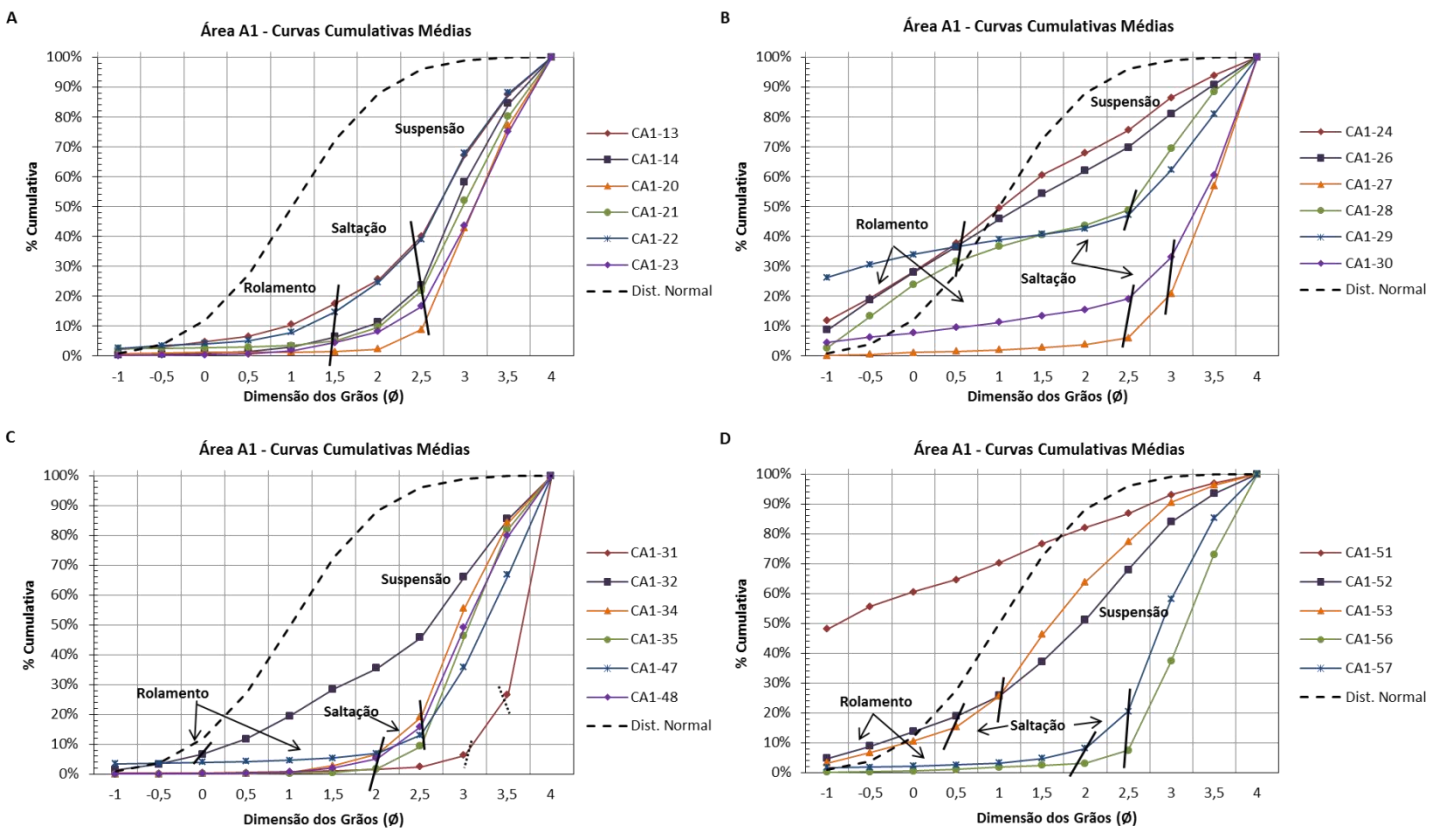 A
Área A1 - Curvas Cumulativas Médias
100%
90%
80%
70%
60%
50%
40%
30%
20%
10%
0%
% Cumulativa
Suspensão
Saltação
Rolamento
-1 -0,5 0 0,5 1 1,5 2 2,5 3 3,5 4
Dimensão dos Grãos (Ø)
CA1-13
CA1-14
CA1-20
CA1-21
CA1-22
CA1-23
Dist. Normal
B
Área A1 - Curvas Cumulativas Médias
100%
90%
80%
70%
60%
50%
40%
30%
20%
10%
0%
% Cumulativa
Suspensão
Rolamento
Saltação
-1 -0,5 0 0,5 1 1,5 2 2,5 3 3,5 4
Dimensão dos Grãos (Ø)
CA1-24
CA1-26
CA1-27
CA1-28
CA1-29
CA1-30
Dist. Normal
C
Área A1 - Curvas Cumulativas Médias
100%
90%
80%
70%
60%
50%
40%
30%
20%
10%
0%
% Cumulativa
Suspensão
Rolamento
Saltação
-1 -0,5 0 0,5 1 1,5 2 2,5 3 3,5 4
Dimensão dos Grãos (Ø)
CA1-31
CA1-32
CA1-34
CA1-35
CA1-47
CA1-48
Dist. Normal
D
Área A1 - Curvas Cumulativas Médias
100%
90%
80%
70%
60%
50%
40%
30%
20%
10%
0%
% Cumulativa
Suspensão
Rolamento
Saltação
-1 -0,5 0 0,5 1 1,5 2 2,5 3 3,5 4
Dimensão dos Grãos (Ø)
CA1-51
CA1-52
CA1-53
CA1-56
CA1-57
Dist. Normal